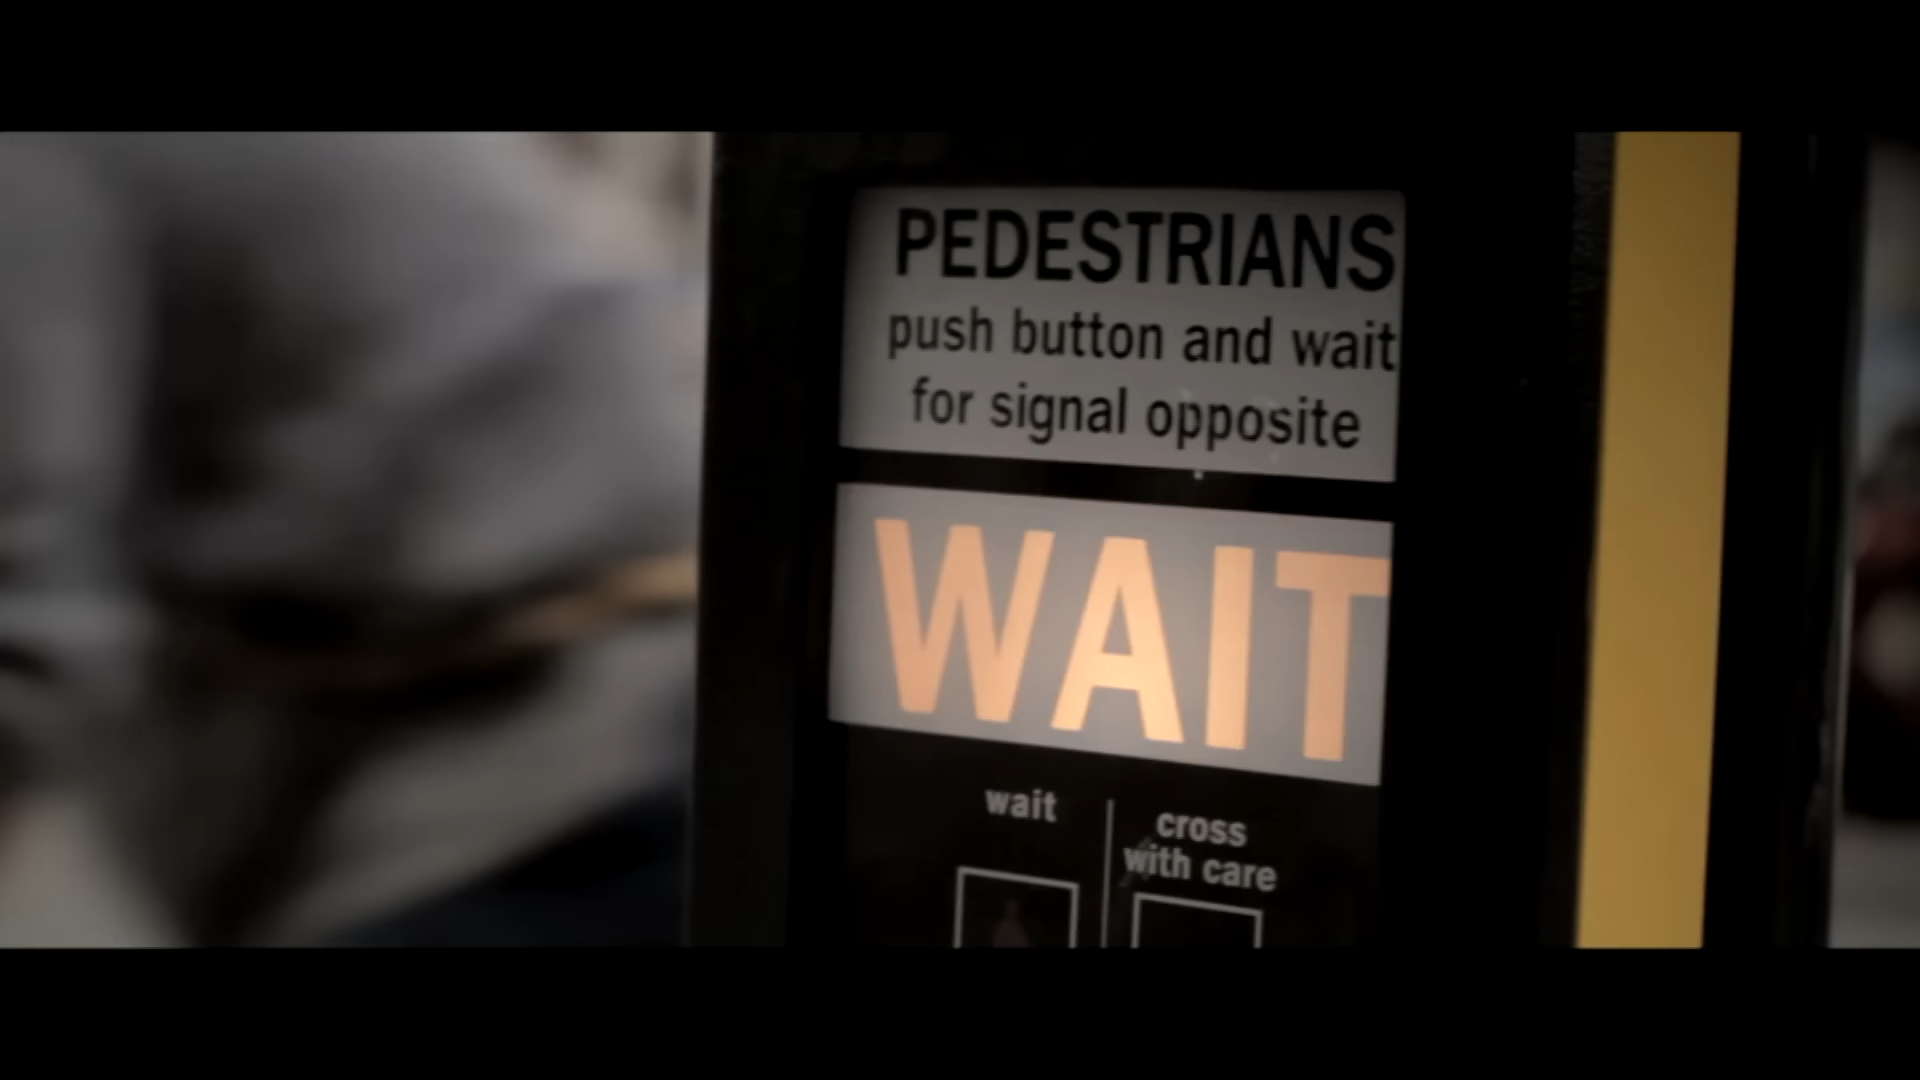 PEDESTRIANS
push button and wait
for signal opposite
WAIT
wait
cross
with care